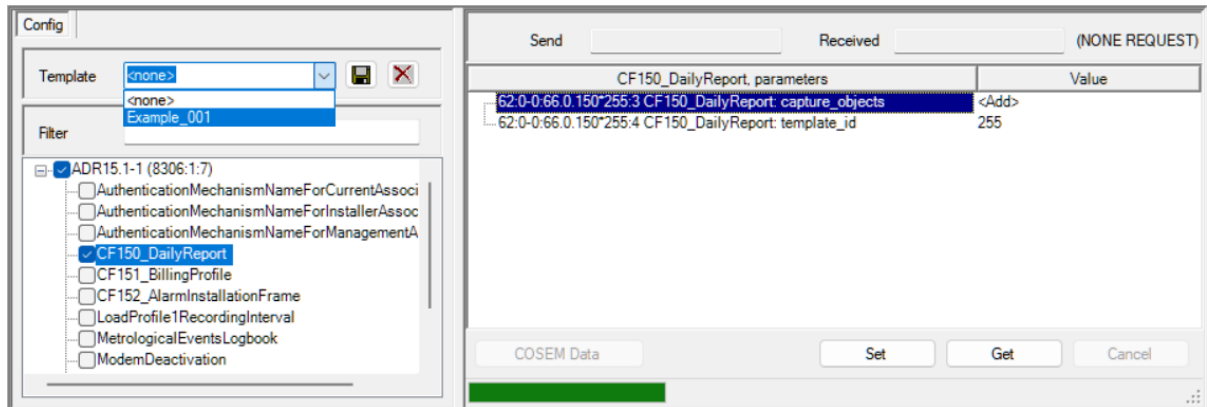 Config
Template
<none>
<none>
Example_001
Filter
ADR15.1-1 (8306:1:7)
AuthenticationMechanismNameForCurrentAssoci
AuthenticationMechanismNameForInstallerAssoc
AuthenticationMechanismNameForManagementA
CF150_DailyReport
CF151_BillingProfile
CF152_AlarmInstallationFrame
LoadProfile1RecordingInterval
MetrologicalEventsLogbook
ModemDeactivation
Send Received (NONE REQUEST)
CF150_DailyReport, parameters Value
62:0-0:66.0.150*255:3 CF150_DailyReport: capture_objects <Add>
62:0-0:66.0.150*255:4 CF150_DailyReport: template_id 255
COSEM Data Set Get Cancel